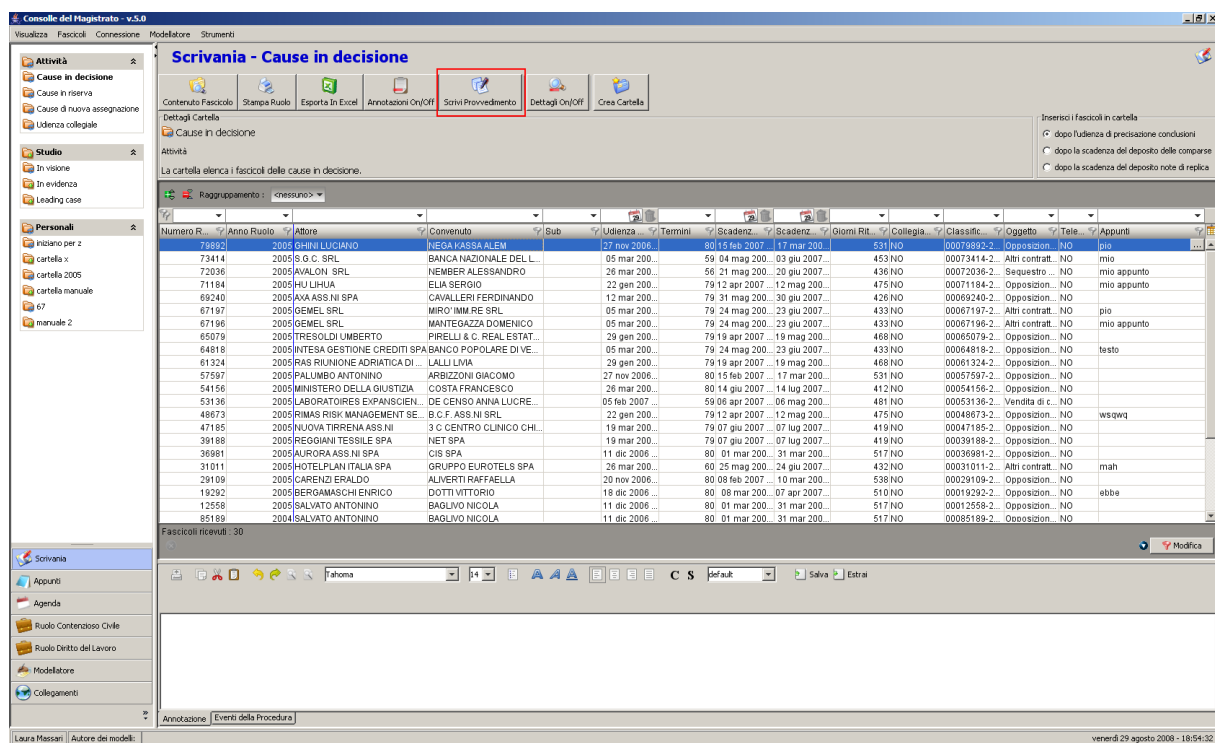 Consolle del Magistrato - v.5.0
Visualizza Fascicoli Connessione Modellatore Strumenti
Attività
Cause in decisione
Cause in riserva
Cause di nuova assegnazione
Udienza collegiale
Studio
In visione
In evidenza
Leading case
Personali
iniziano per z
cartella x
cartella 2005
cartella manuale
67
manuale 2
Scrivania
Appunti
Agenda
Ruolo Contenzioso Civile
Ruolo Diritto del Lavoro
Modellatore
Collegamenti
Scrivania - Cause in decisione
Contenuto Fascicolo Stampa Ruolo Esporta In Excel Annotazioni On/Off Scrivi Provvedimento Dettagli On/Off Crea Cartella
Dettagli Cartella
Cause in decisione
Attività
La cartella elenca i fascicoli delle cause in decisione.
Inserisci i fascicoli in cartella
dopo l'udienza di precisazione conclusioni
dopo la scadenza del deposito delle comparse
dopo la scadenza del deposito note di replica
Raggruppamento : <nessuno>
Numero R... Anno Ruolo Attore Convenuto Sub Udienza ... Termini Scadenz... Scadenz... Giorni Rit... Collegia... Classific... Oggetto Tele... Appunti
79892 2005 GHINI LUCIANO NEGA KASSA ALEM 27 nov 2006... 80 15 feb 2007 ... 17 mar 200... 531 NO 00079892-2... Opposizion... NO pio ...
73414 2005 S.G.C. SRL BANCA NAZIONALE DEL L... 05 mar 200... 59 04 mag 200... 03 giu 2007... 453 NO 00073414-2... Altri contratt... NO mio
72036 2005 AVALON SRL NEMBER ALESSANDRO 26 mar 200... 56 21 mag 200... 20 giu 2007... 436 NO 00072036-2... Sequestro ... NO mio appunto
71184 2005 HU LIHUA ELIA SERGIO 22 gen 200... 79 12 apr 2007 ... 12 mag 200... 475 NO 00071184-2... Opposizion... NO mio appunto
69240 2005 AXA ASS.NI SPA CAVALLERI FERDINANDO 12 mar 200... 79 31 mag 200... 30 giu 2007... 426 NO 00069240-2... Opposizion... NO
67197 2005 GEMEL SRL MIRO' IMM.RE SRL 05 mar 200... 79 24 mag 200... 23 giu 2007... 433 NO 00067197-2... Altri contratt... NO pio
67196 2005 GEMEL SRL MANTEGAZZA DOMENICO 05 mar 200... 79 24 mag 200... 23 giu 2007... 433 NO 00067196-2... Altri contratt... NO mio appunto
65079 2005 TRESOLDI UMBERTO PIRELLI & C. REAL ESTAT... 29 gen 200... 79 19 apr 2007 ... 19 mag 200... 468 NO 00065079-2... Opposizion... NO
64818 2005 INTESA GESTIONE CREDITI SPA BANCO POPOLARE DI VE... 05 mar 200... 79 24 mag 200... 23 giu 2007... 433 NO 00064818-2... Opposizion... NO testo
61324 2005 RAS RIUNIONE ADRIATICA DI ... LALLI LIVIA 29 gen 200... 79 19 apr 2007 ... 19 mag 200... 468 NO 00061324-2... Opposizion... NO
57597 2005 PALUMBO ANTONINO ARBIZZONI GIACOMO 27 nov 2006... 80 15 feb 2007 ... 17 mar 200... 531 NO 00057597-2... Opposizion... NO
54156 2005 MINISTERO DELLA GIUSTIZIA COSTA FRANCESCO 26 mar 200... 80 14 giu 2007 ... 14 lug 2007 ... 412 NO 00054156-2... Opposizion... NO
53136 2005 LABORATOIRES EXPANSCIEN... DE CENSO ANNA LUCRE... 05 feb 2007 ... 59 06 apr 2007 ... 06 mag 200... 481 NO 00053136-2... Vendita di c... NO
48673 2005 RIMAS RISK MANAGEMENT SE... B.C.F. ASS.NI SRL 22 gen 200... 79 12 apr 2007 ... 12 mag 200... 475 NO 00048673-2... Opposizion... NO wsqwq
47185 2005 NUOVA TIRRENA ASS.NI 3 C CENTRO CLINICO CHI... 19 mar 200... 79 07 giu 2007 ... 07 lug 2007 ... 419 NO 00047185-2... Opposizion... NO
39188 2005 REGGIANI TESSILE SPA NET SPA 19 mar 200... 79 07 giu 2007 ... 07 lug 2007 ... 419 NO 00039188-2... Opposizion... NO
36981 2005 AURORA ASS.NI SPA CIS SPA 11 dic 2006 ... 80 01 mar 200... 31 mar 200... 517 NO 00036981-2... Opposizion... NO
31011 2005 HOTELPLAN ITALIA SPA GRUPPO EUROTELS SPA 26 mar 200... 60 25 mag 200... 24 giu 2007... 432 NO 00031011-2... Altri contratt... NO mah
29109 2005 CARENZI ERALDO ALIVERTI RAFFAELLA 20 nov 2006... 80 08 feb 2007 ... 10 mar 200... 538 NO 00029109-2... Opposizion... NO
19292 2005 BERGAMASCHI ENRICO DOTTI VITTORIO 18 dic 2006 ... 80 08 mar 200... 07 apr 2007... 510 NO 00019292-2... Opposizion... NO ebbe
12558 2005 SALVATO ANTONINO BAGLIVO NICOLA 11 dic 2006 ... 80 01 mar 200... 31 mar 200... 517 NO 00012558-2... Opposizion... NO
85189 2004 SALVATO ANTONINO BAGLIVO NICOLA 11 dic 2006 ... 80 01 mar 200... 31 mar 200... 517 NO 00085189-2... Opposizion... NO
Fascicoli ricevuti : 30
Modifica
Tahoma 14 A A A C S default Salva Estrai
Annotazione Eventi della Procedura
Laura Massari Autore dei modelli: venerdì 29 agosto 2008 - 18:54:32